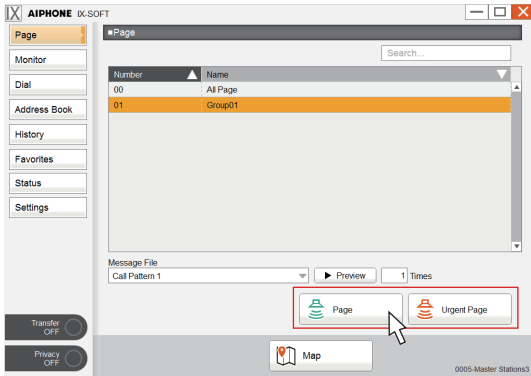 IX AIPHONE IX-SOFT
Page
Monitor
Dial
Address Book
History
Favorites
Status
Settings
Transfer
OFF
Privacy
OFF
■Page
Search...
Number Name
00 All Page
01 Group01
Message File
Call Pattern 1 Preview 1 Times
Page Urgent Page
Map
0005-Master Stations3